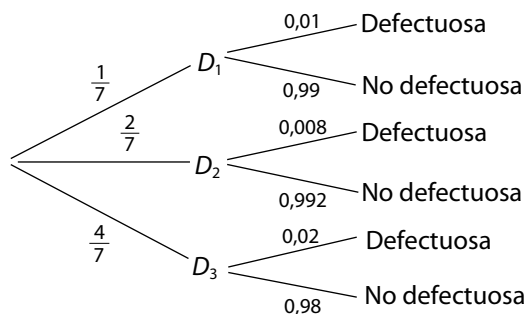 0,01 Defectuosa
1/7 D₁
0,99 No defectuosa
2/7 0,008 Defectuosa
D₂
0,992 No defectuosa
4/7 0,02 Defectuosa
D₃
0,98 No defectuosa